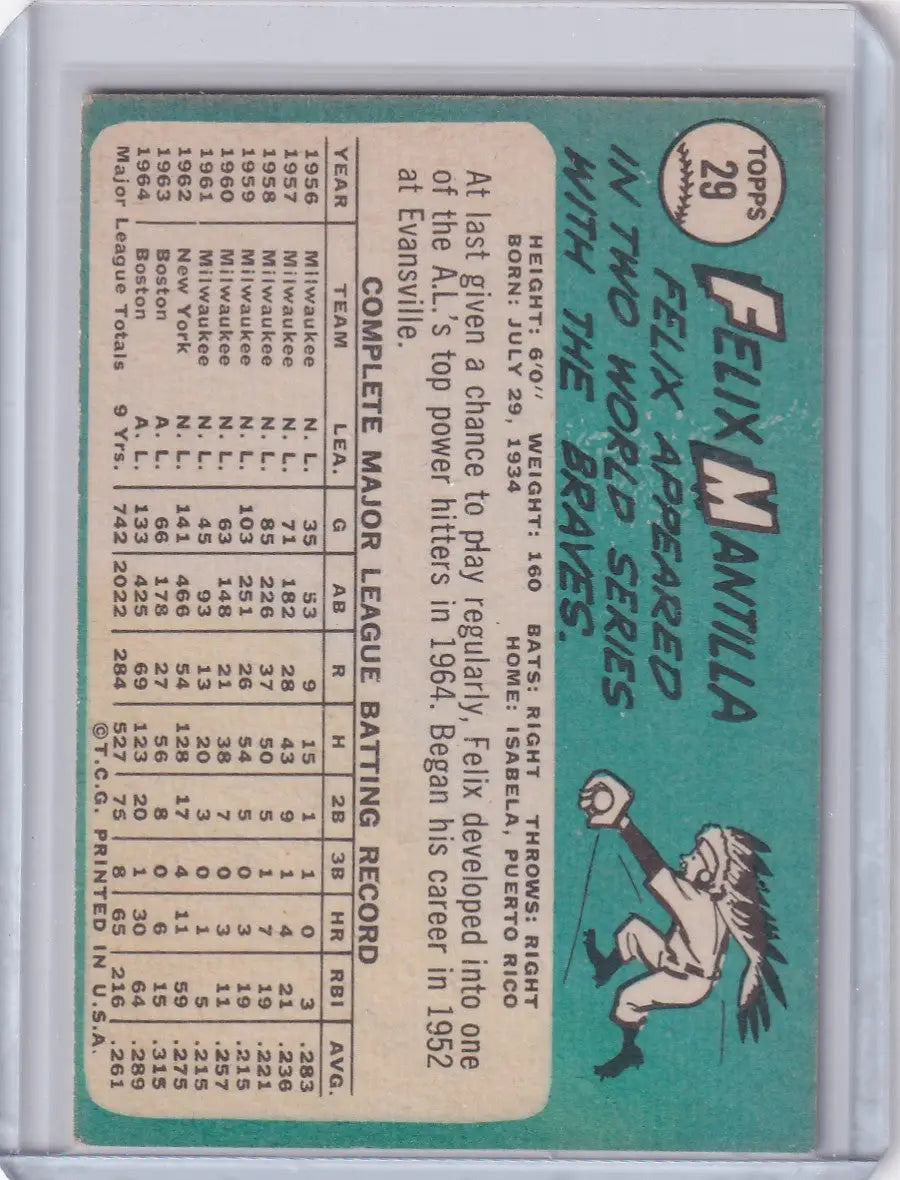 TOPPS
29
FELIX MANTILLA
FELIX APPEARED
IN TWO WORLD SERIES
WITH THE BRAVES.
HEIGHT: 6'0" WEIGHT: 160 BATS: RIGHT THROWS: RIGHT
BORN: JULY 29, 1934 HOME: ISABELA, PUERTO RICO
At last given a chance to play regularly, Felix developed into one
of the A.L.'s top power hitters in 1964. Began his career in 1952
at Evansville.
COMPLETE MAJOR LEAGUE BATTING RECORD
YEAR TEAM LEA. G AB R H 2B 3B HR RBI AVG.
1956 Milwaukee N. L. 35 53 9 15 1 1 0 3 .283
1957 Milwaukee N. L. 71 182 28 43 9 1 4 21 .236
1958 Milwaukee N. L. 85 226 37 50 5 1 7 19 .221
1959 Milwaukee N. L. 103 251 26 54 5 0 3 19 .215
1960 Milwaukee N. L. 63 148 21 38 7 0 3 11 .257
1961 Milwaukee N. L. 45 93 13 20 3 0 1 5 .215
1962 New York N. L. 141 466 54 128 17 4 11 59 .275
1963 Boston A. L. 66 178 27 56 8 0 6 15 .315
1964 Boston A. L. 133 425 69 123 20 1 30 64 .289
Major League Totals 9 Yrs. 742 2022 284 527 75 8 65 216 .261
©T.C.G. PRINTED IN U.S.A.